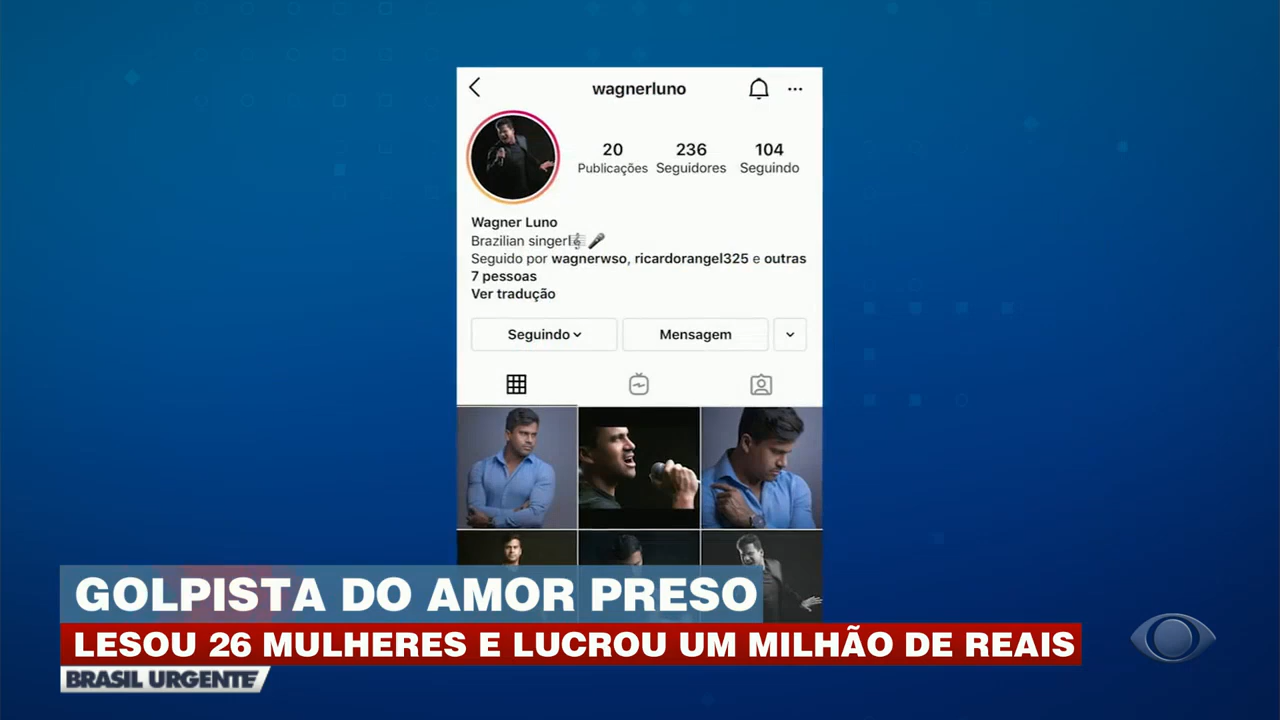 wagnerluno
20 236 104
Publicações Seguidores Seguindo
Wagner Luno
Brazilian singer
Seguido por wagnerwso, ricardorangel325 e outras
7 pessoas
Ver tradução
Seguindo Mensagem
GOLPISTA DO AMOR PRESO
LESOU 26 MULHERES E LUCROU UM MILHÃO DE REAIS
BRASIL URGENTE